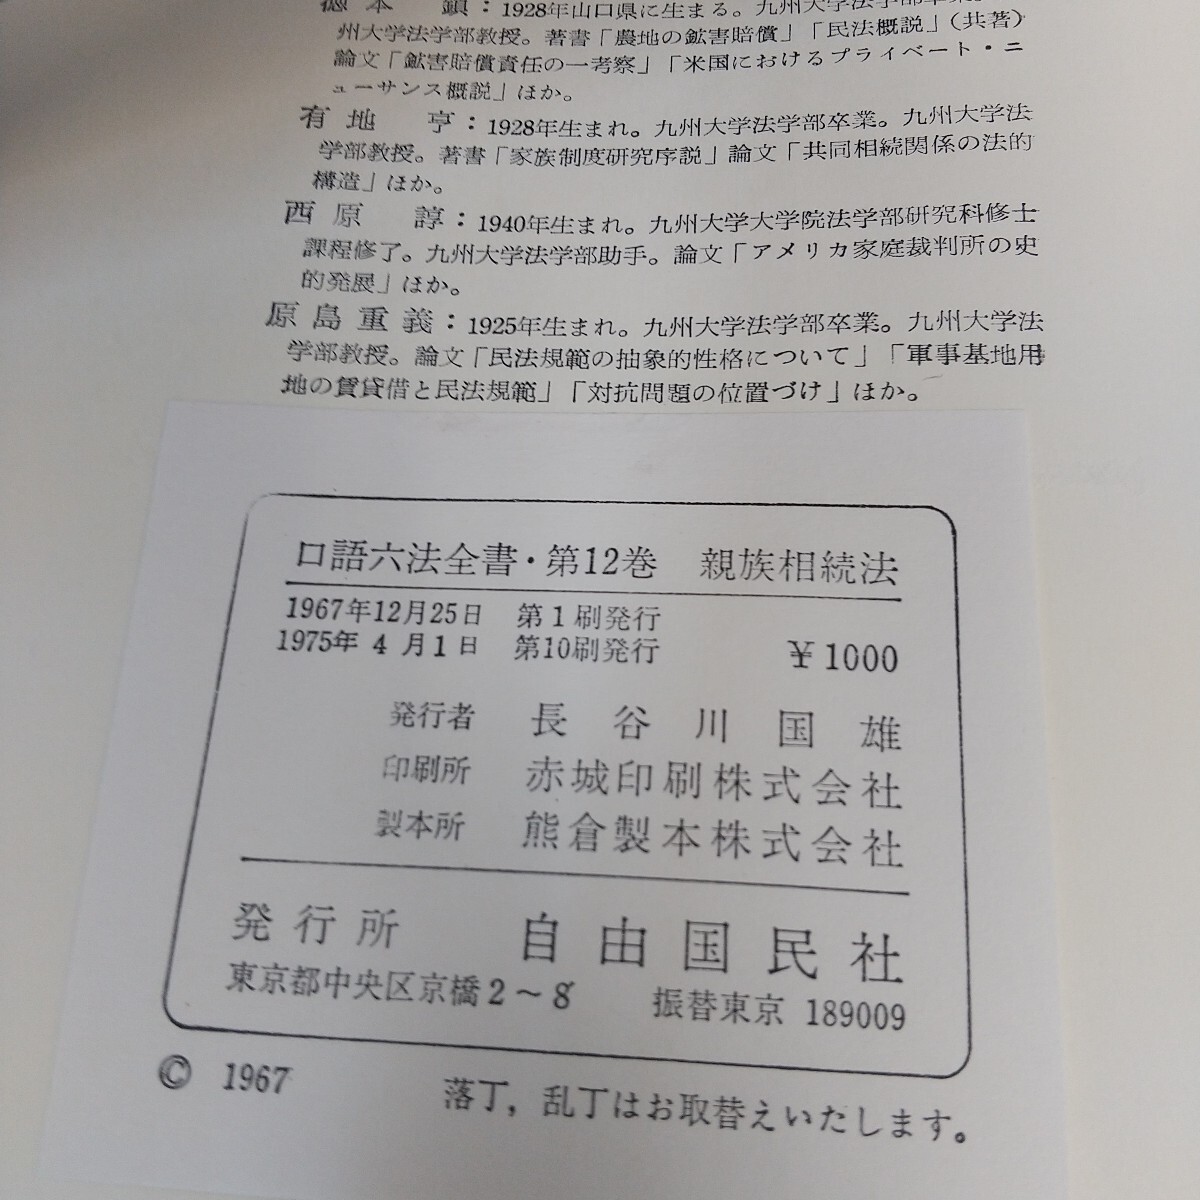 徳本　鎮：1928年山口県に生まる。九州大学法学部卒業。
州大学法学部教授。著書「農地の鉱害賠償」「民法概説」（共著）
論文「鉱害賠償責任の一考察」「米国におけるプライベート・ニ
ューサンス概説」ほか。
有地　亨：1928年生まれ。九州大学法学部卒業。九州大学法
学部教授。著書「家族制度研究序説」論文「共同相続関係の法的
構造」ほか。
西原　諄：1940年生まれ。九州大学大学院法学部研究科修士
課程修了。九州大学法学部助手。論文「アメリカ家庭裁判所の史
的発展」ほか。
原島重義：1925年生まれ。九州大学法学部卒業。九州大学法
学部教授。論文「民法規範の抽象的性格について」「軍事基地用
地の賃貸借と民法規範」「対抗問題の位置づけ」ほか。
口語六法全書・第12巻　親族相続法
1967年12月25日　第1刷発行
1975年4月1日　第10刷発行　￥1000
発行者　長谷川国雄
印刷所　赤城印刷株式会社
製本所　熊倉製本株式会社
発行所　自由国民社
東京都中央区京橋2～8　振替東京 189009
© 1967　落丁，乱丁はお取替えいたします。